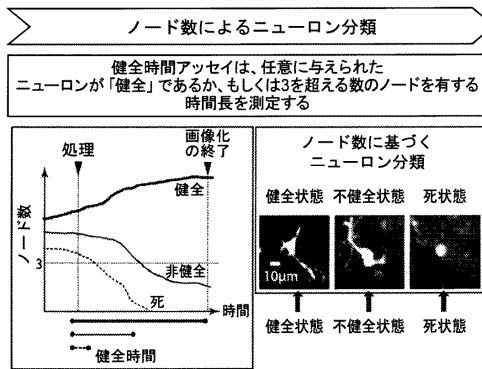 ノード数によるニューロン分類
健全時間アッセイは、任意に与えられた
ニューロンが「健全」であるか、もしくは3を超える数のノードを有する
時間長を測定する
処理
画像化
の終了
健全
ノード数
3
非健全
死
時間
健全時間
ノード数に基づく
ニューロン分類
健全状態 不健全状態 死状態
10μm
健全状態 不健全状態 死状態